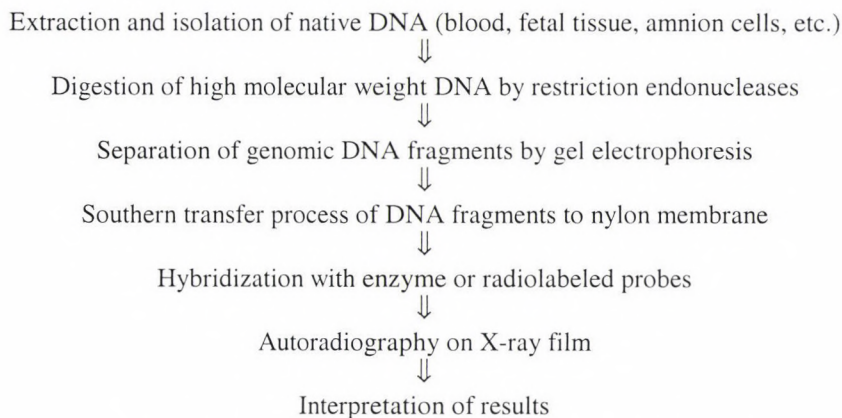 Extraction and isolation of native DNA (blood, fetal tissue, amnion cells, etc.)
⇓
Digestion of high molecular weight DNA by restriction endonucleases
⇓
Separation of genomic DNA fragments by gel electrophoresis
⇓
Southern transfer process of DNA fragments to nylon membrane
⇓
Hybridization with enzyme or radiolabeled probes
⇓
Autoradiography on X-ray film
⇓
Interpretation of results